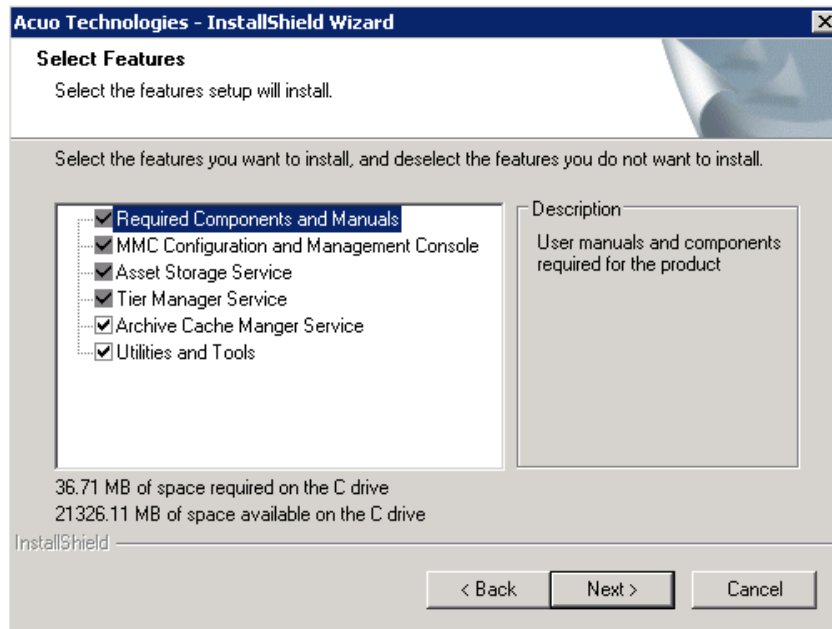 Acuo Technologies - InstallShield Wizard
Select Features
Select the features setup will install.
Select the features you want to install, and deselect the features you do not want to install.
Required Components and Manuals
MMC Configuration and Management Console
Asset Storage Service
Tier Manager Service
Archive Cache Manger Service
Utilities and Tools
Description
User manuals and components
required for the product
36.71 MB of space required on the C drive
21326.11 MB of space available on the C drive
InstallShield
< Back Next > Cancel